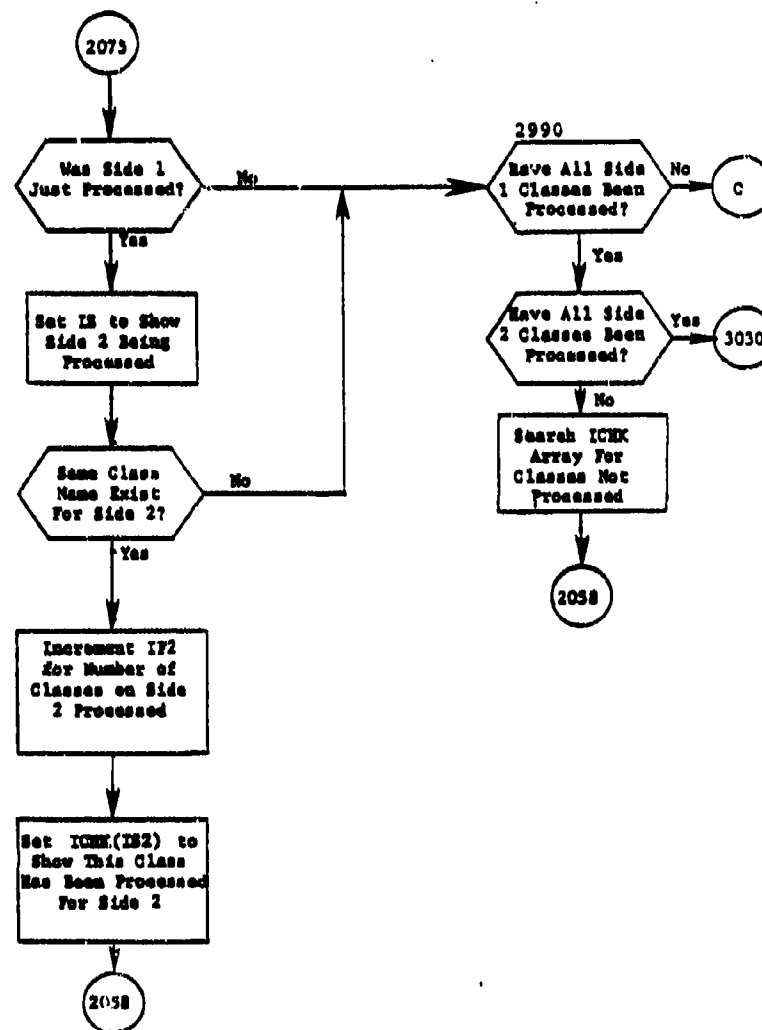 2075
Was Side 1
Just Processed?
No
Yes
Set IS to Show
Side 2 Being
Processed
Same Class
Name Exist
For Side 2?
No
Yes
Increment IF2
for Number of
Classes on Side
2 Processed
Set ICHK(IS2) to
Show This Class
Has Been Processed
For Side 2
2058
2990
Have All Side
1 Classes Been
Processed?
No
C
Yes
Have All Side
2 Classes Been
Processed?
Yes
3030
No
Search ICHK
Array For
Classes Not
Processed
2058